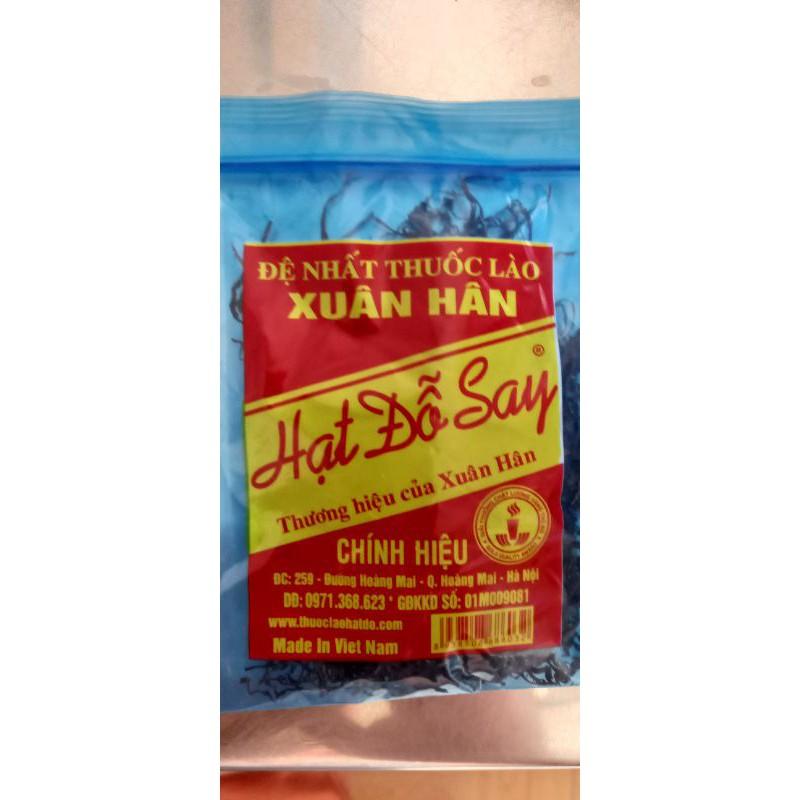 ĐỆ NHẤT THUỐC LÀO
XUÂN HÂN
Hạt Đỗ Say ®
Thương hiệu của Xuân Hân
CHÍNH HIỆU
ĐC: 259 - Đường Hoàng Mai - Q. Hoàng Mai - Hà Nội
DĐ: 0971.368.623 * GĐKKD SỐ: 01M009081
www.thuoclaohatdo.com
Made In Viet Nam